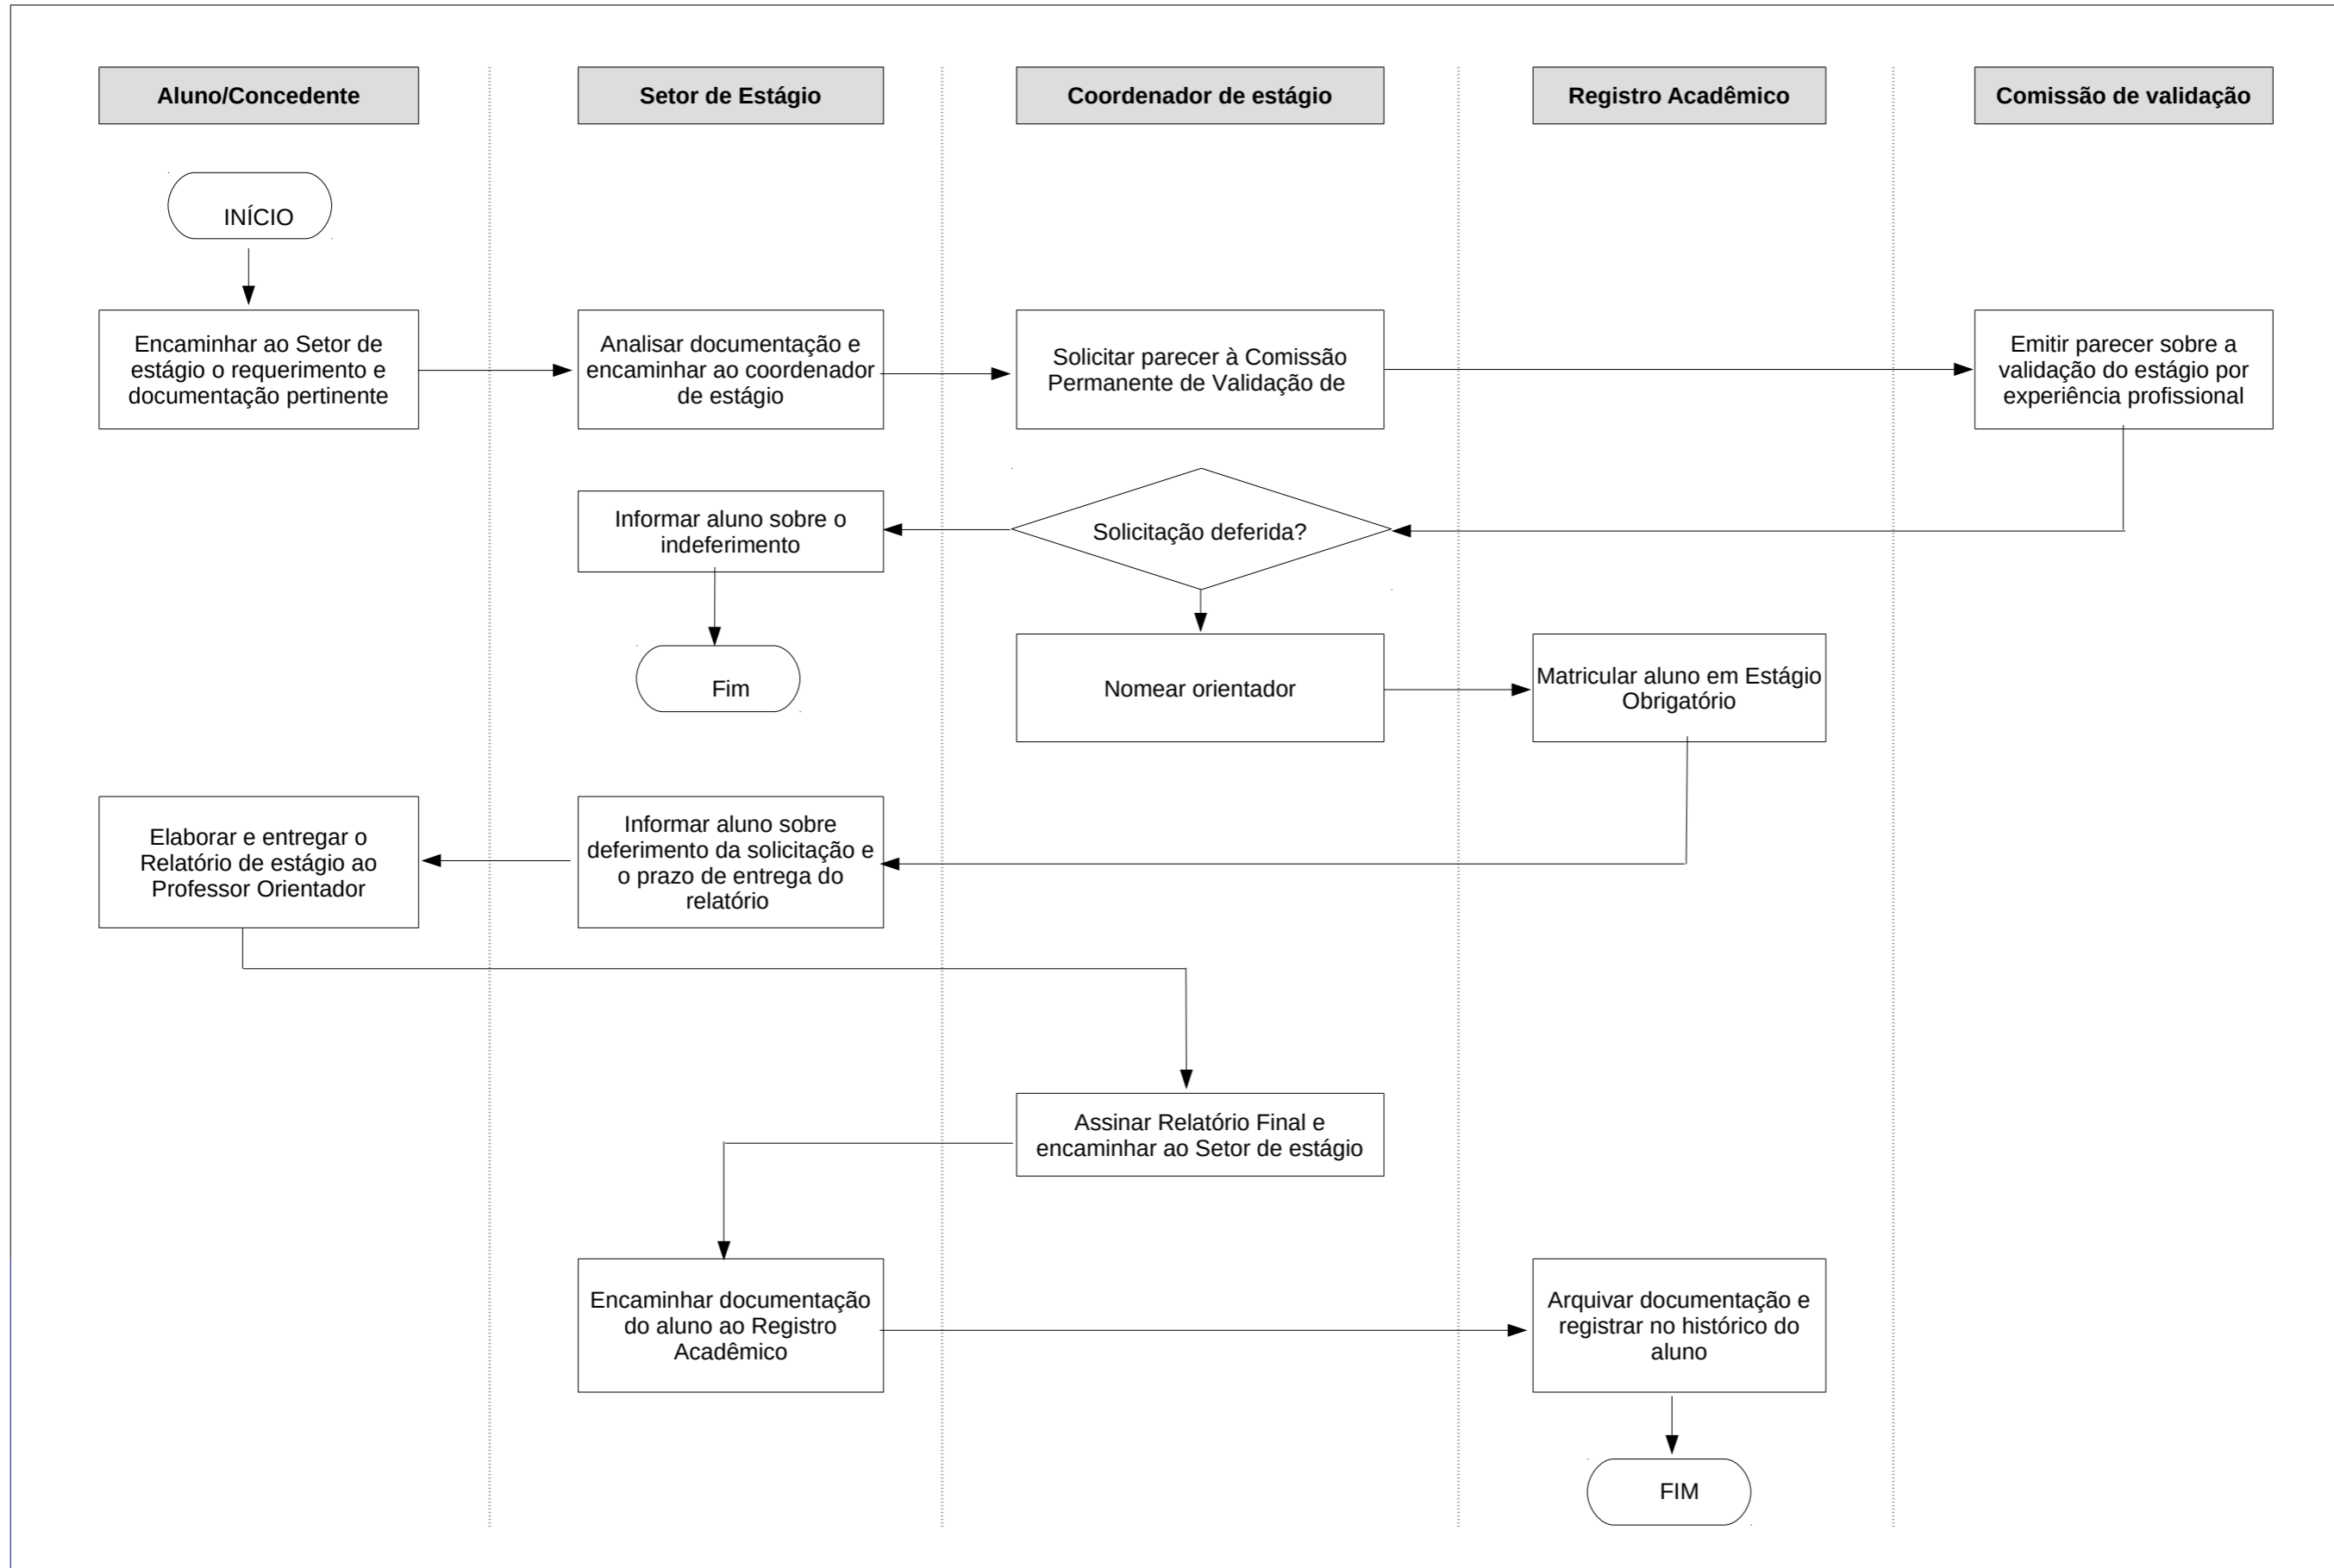 Aluno/Concedente
Setor de Estágio
Coordenador de estágio
Registro Acadêmico
Comissão de validação
INÍCIO
Encaminhar ao Setor de
estágio o requerimento e
documentação pertinente
Analisar documentação e
encaminhar ao coordenador
de estágio
Solicitar parecer à Comissão
Permanente de Validação de
Emitir parecer sobre a
validação do estágio por
experiência profissional
Informar aluno sobre o
indeferimento
Solicitação deferida?
Fim
Nomear orientador
Matricular aluno em Estágio
Obrigatório
Elaborar e entregar o
Relatório de estágio ao
Professor Orientador
Informar aluno sobre
deferimento da solicitação e
o prazo de entrega do
relatório
Assinar Relatório Final e
encaminhar ao Setor de estágio
Encaminhar documentação
do aluno ao Registro
Acadêmico
Arquivar documentação e
registrar no histórico do
aluno
FIM